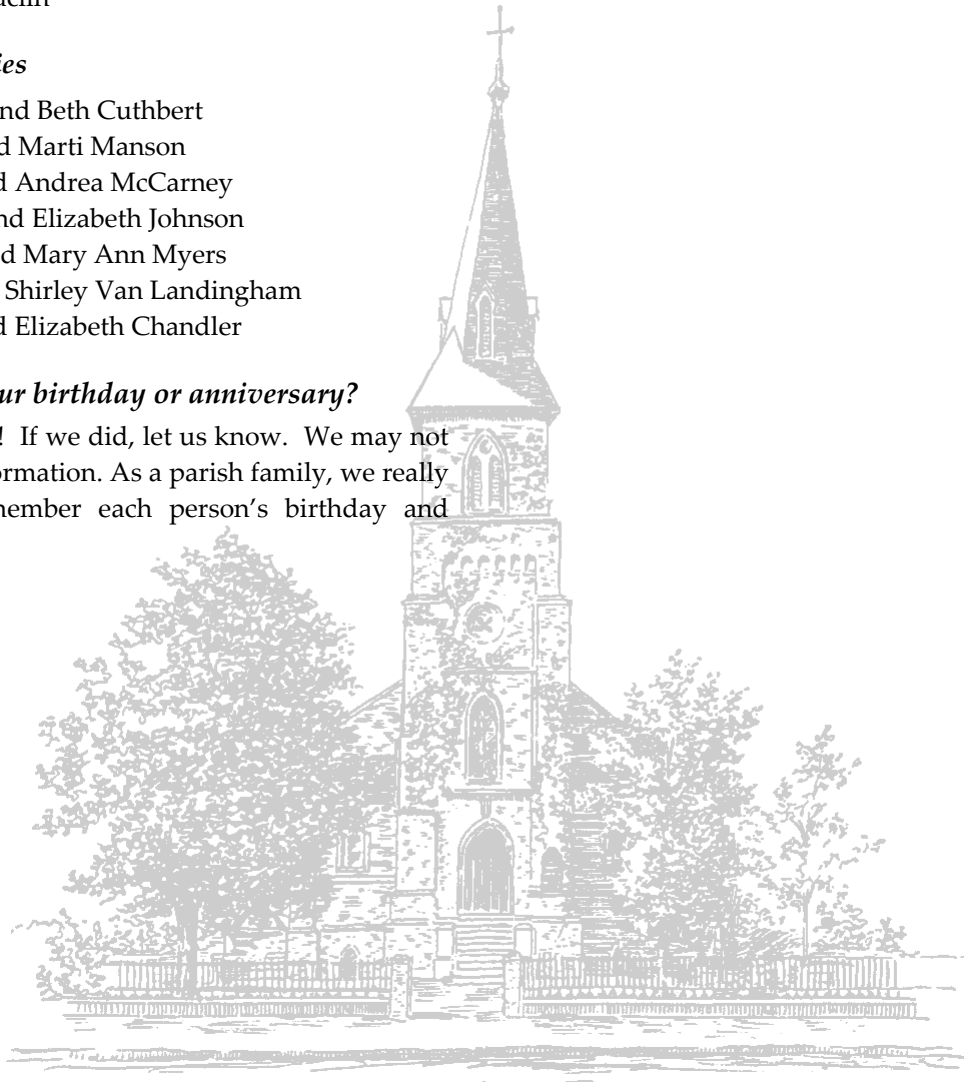 ies
nd Beth Cuthbert
d Marti Manson
d Andrea McCarney
nd Elizabeth Johnson
d Mary Ann Myers
Shirley Van Landingham
d Elizabeth Chandler
ur birthday or anniversary?
! If we did, let us know. We may not
ormation. As a parish family, we really
member each person’s birthday and